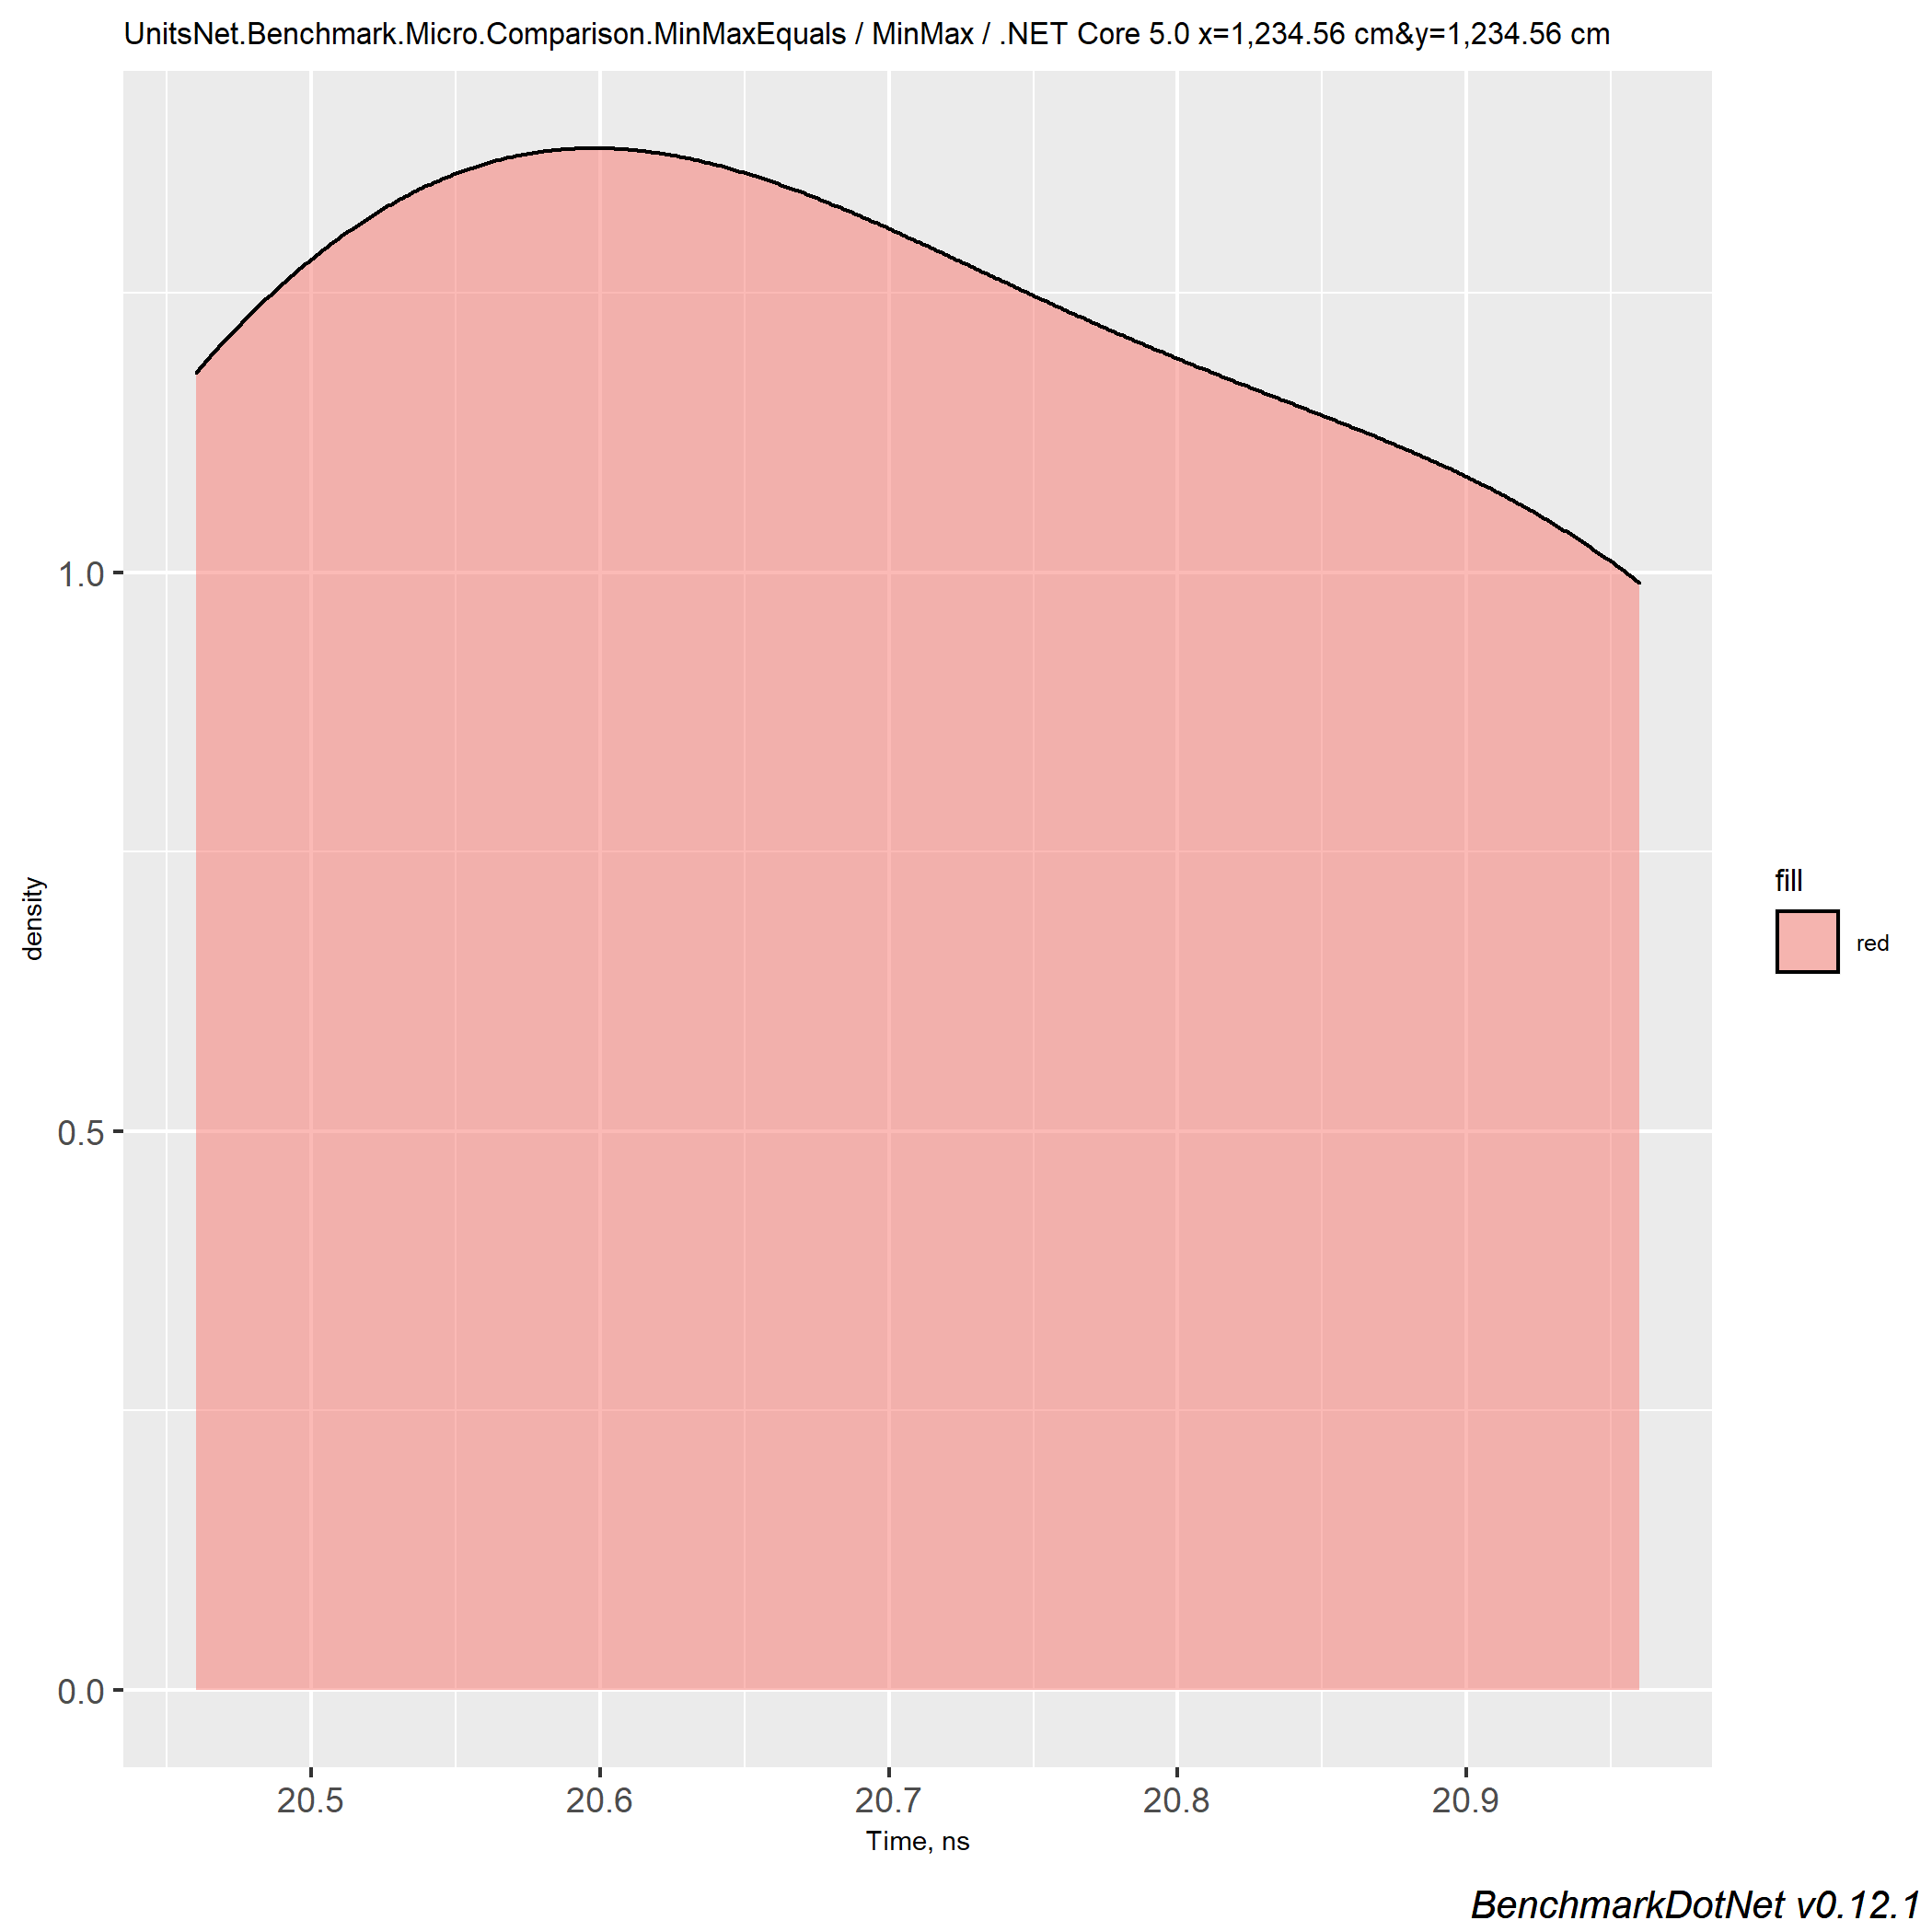 UnitsNet.Benchmark.Micro.Comparison.MinMaxEquals / MinMax / .NET Core 5.0 x=1,234.56 cm&y=1,234.56 cm
1.0
0.5
0.0
density
20.5 20.6 20.7 20.8 20.9
Time, ns
fill
red
BenchmarkDotNet v0.12.1